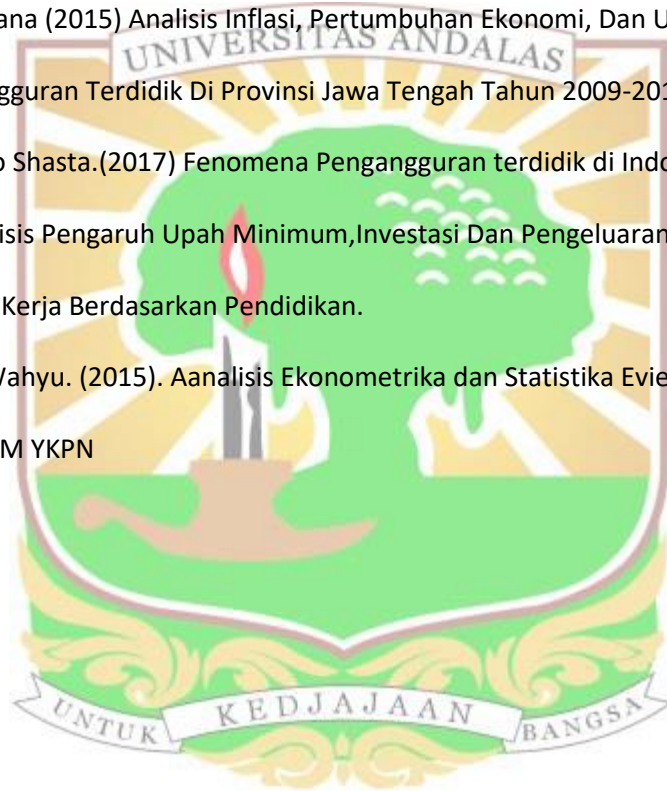 ana (2015) Analisis Inflasi, Pertumbuhan Ekonomi, Dan U
UNIVERSITAS ANDALAS
gguran Terdidik Di Provinsi Jawa Tengah Tahun 2009-201
o Shasta.(2017) Fenomena Pengangguran terdidik di Indo
isis Pengaruh Upah Minimum,Investasi Dan Pengeluaran
Kerja Berdasarkan Pendidikan.
Wahyu. (2015). Aanalisis Ekonometrika dan Statistika Evie
M YKPN
UNTUK KEDJAJAAN BANGSA